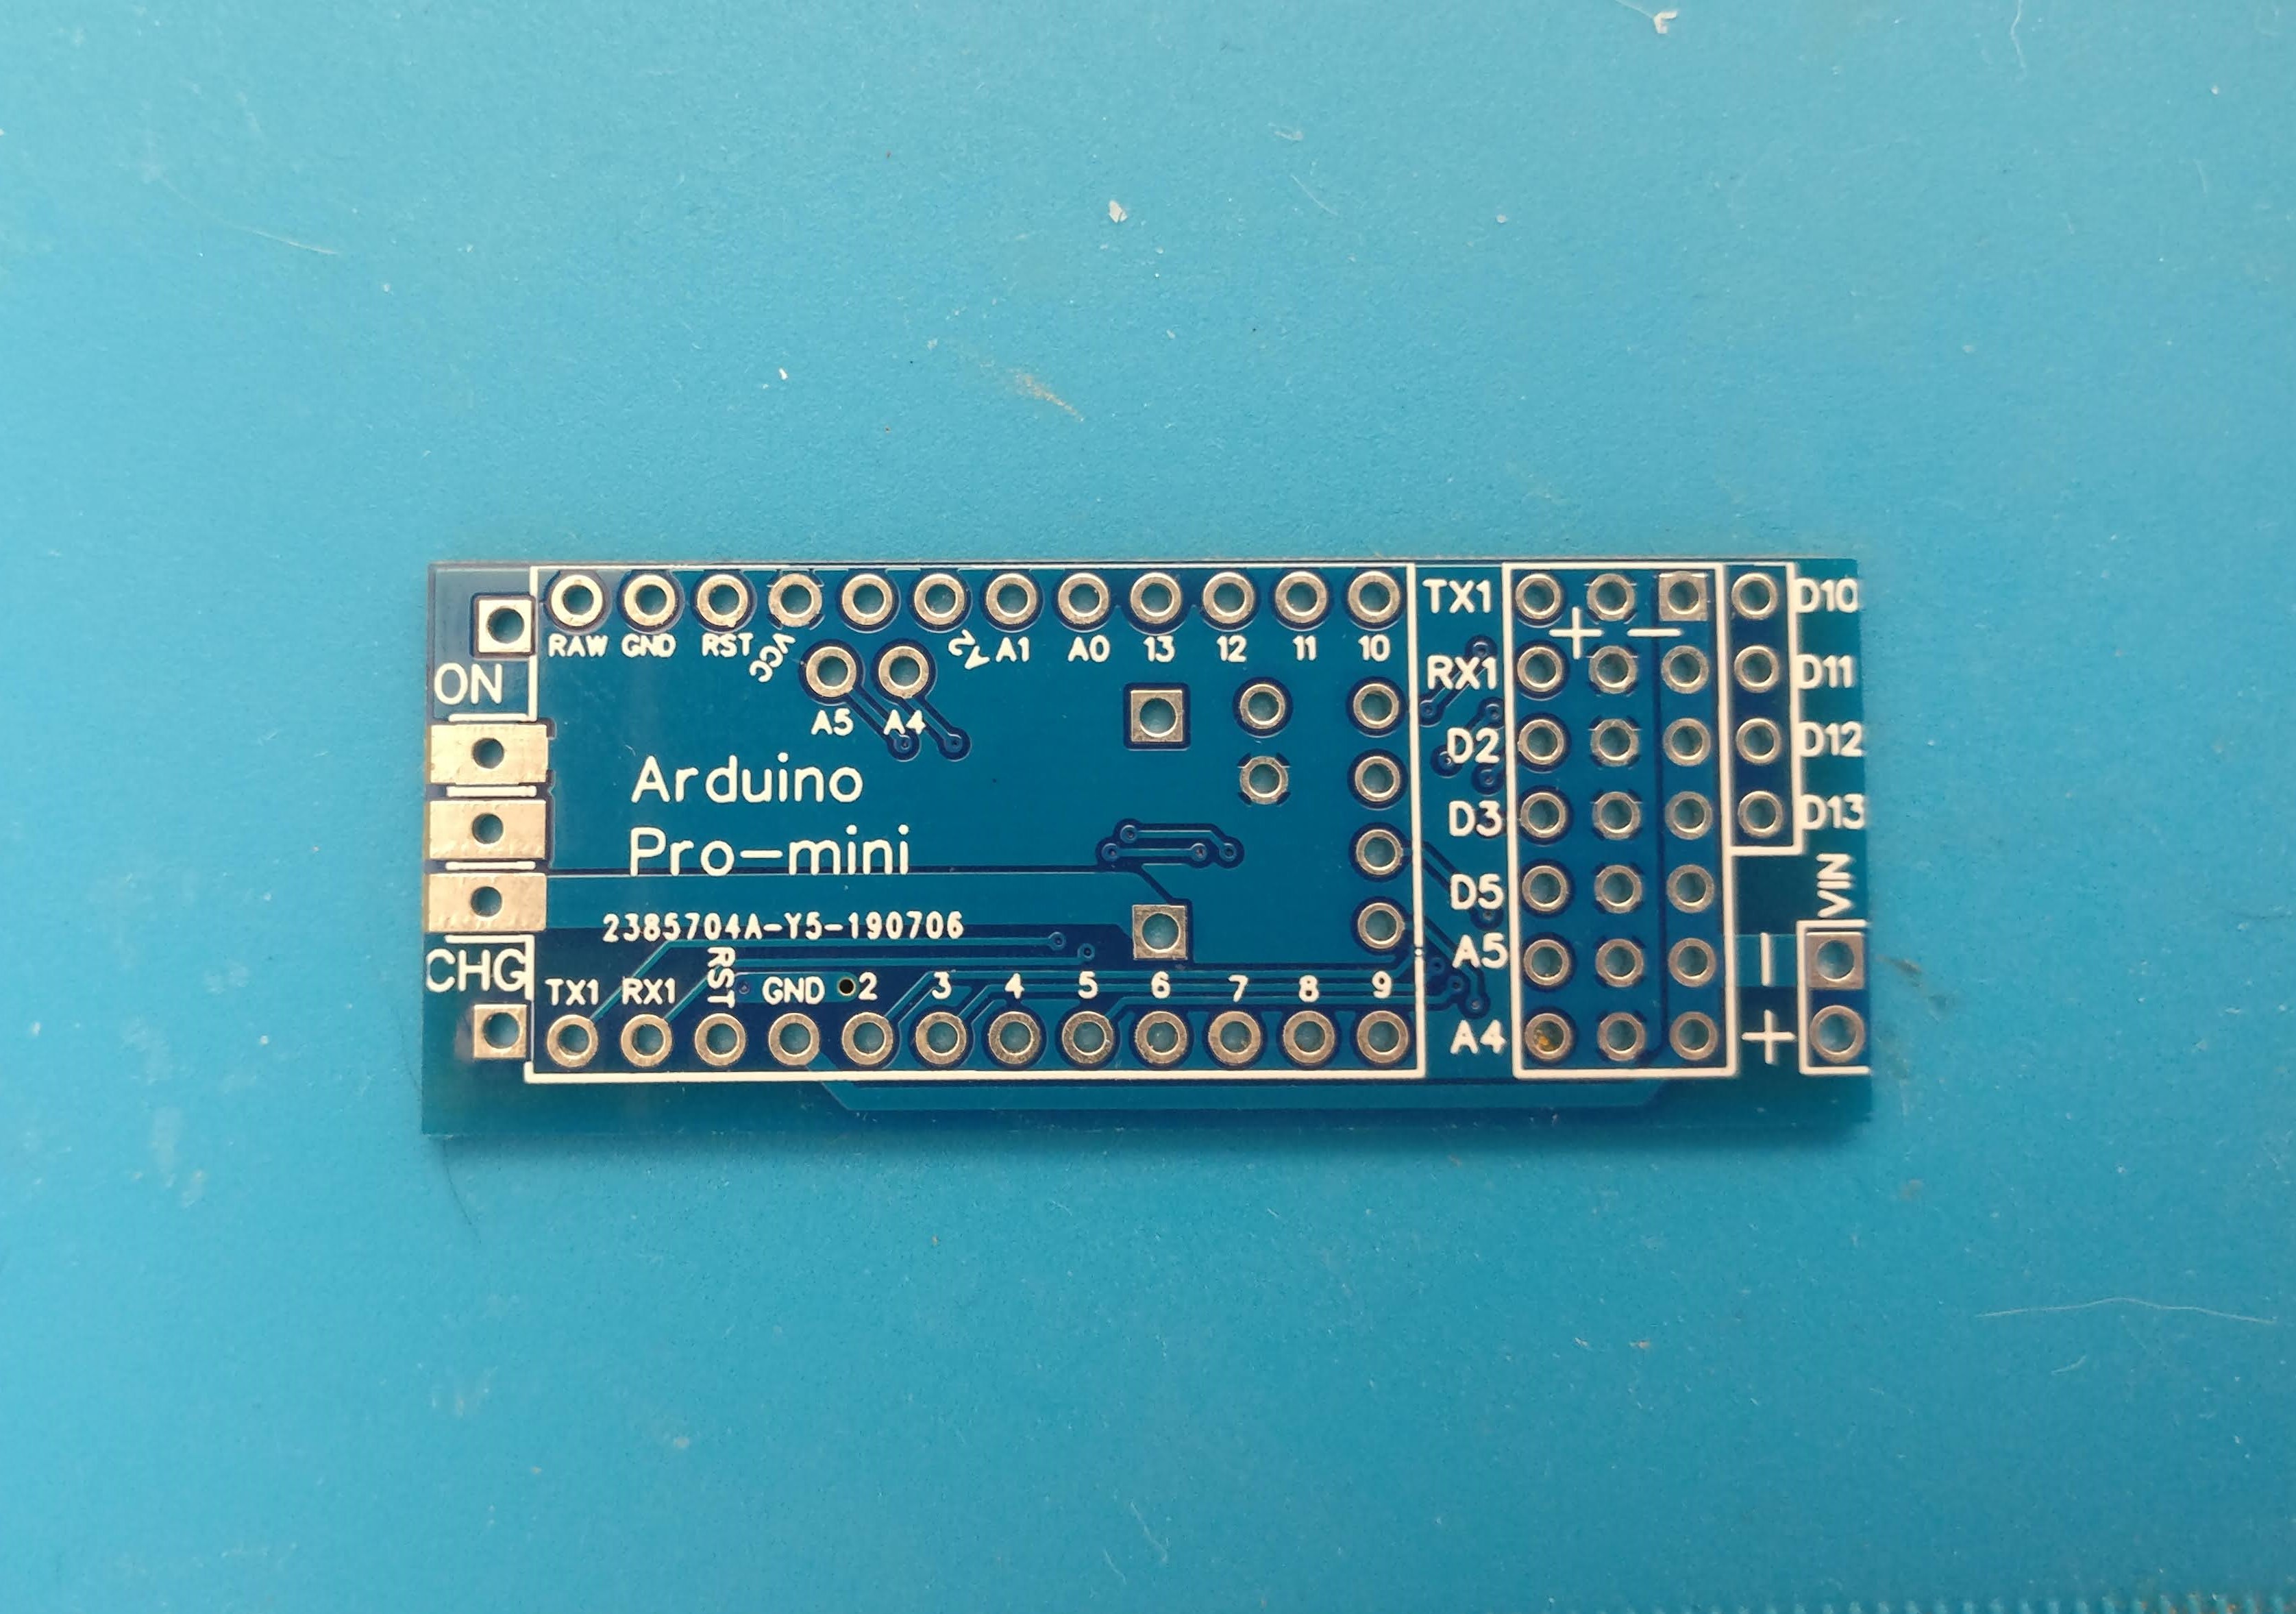 ON
RAW GND RST VCC A2 A1 A0 13 12 11 10
A5 A4
Arduino
Pro-mini
2385704A-Y5-190706
CHG
TX1 RX1 RST GND 2 3 4 5 6 7 8 9
TX1
RX1
D2
D3
D5
A5
A4
+ -
D10
D11
D12
D13
VIN
-
+